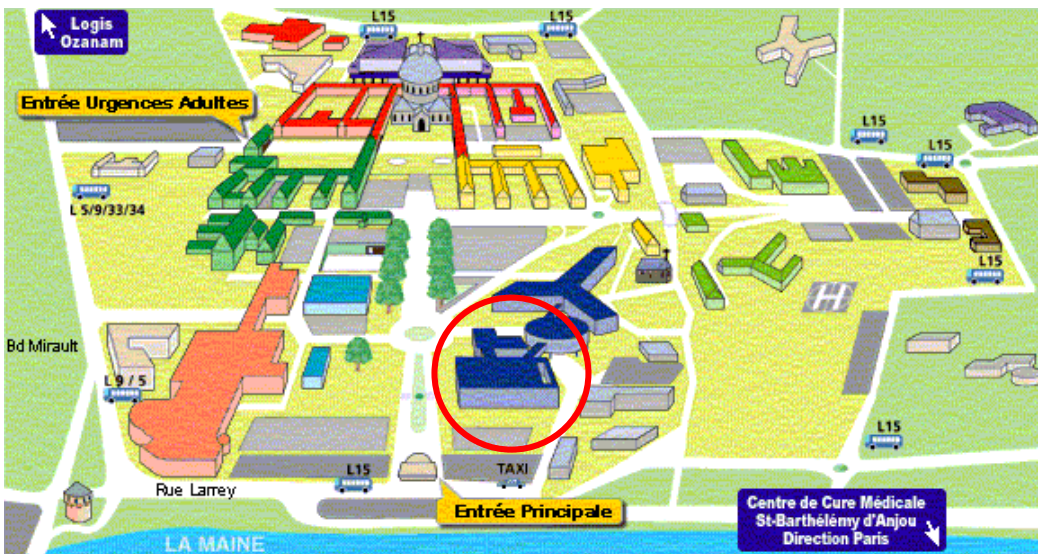 Logis
Ozanam
L15
L15
Entrée Urgences Adultes
L15
L15
L 5/9/33/34
L15
H
Bd Mirault
L 9 / 5
L15
L15
TAXI
Rue Larrey
Entrée Principale
Centre de Cure Médicale
St-Barthélémy d'Anjou
Direction Paris
LA MAINE